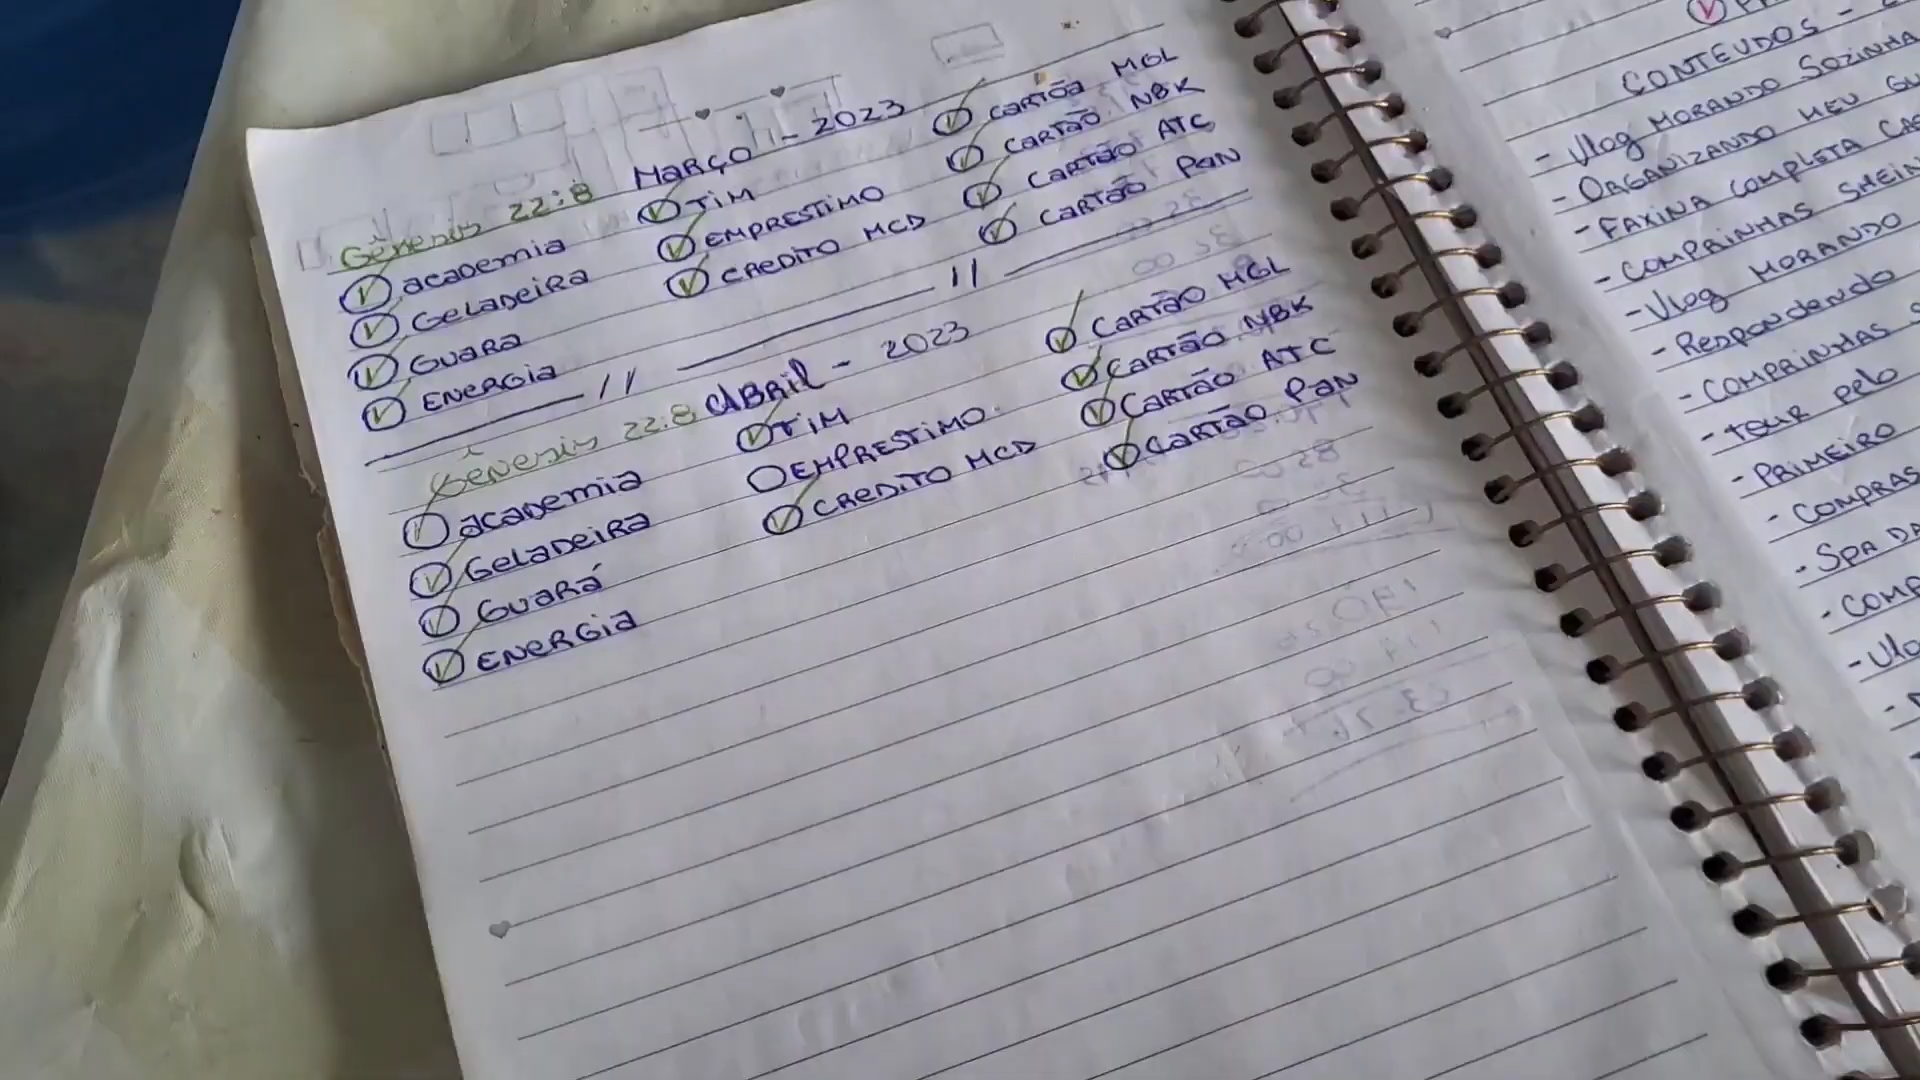 Gênesis 22:8 MARÇO - 2023
academia
Geladeira
Guara
ENERGIA
TIM
EMPRESTIMO
CREDITO MCD
CARTÃO MGL
CARTÃO NBK
CARTÃO ATC
CARTÃO PAN
Gênesis 22:8 ABRIL - 2023
academia
Geladeira
Guará
ENERGIA
TIM
EMPRESTIMO
CREDITO MCD
CARTÃO MGL
CARTÃO NBK
CARTÃO ATC
CARTÃO PAN
CONTEUDOS -
- Vlog MORANDO SOZINHA
- ORGANIZANDO MEU
- FAXINA COMPLETA
- COMPRINHAS SHEIN
- Vlog MORANDO
- Respondendo
- COMPRINHAS
- TOUR PELO
- PRIMEIRO
- COMPRAS
- SPA DA